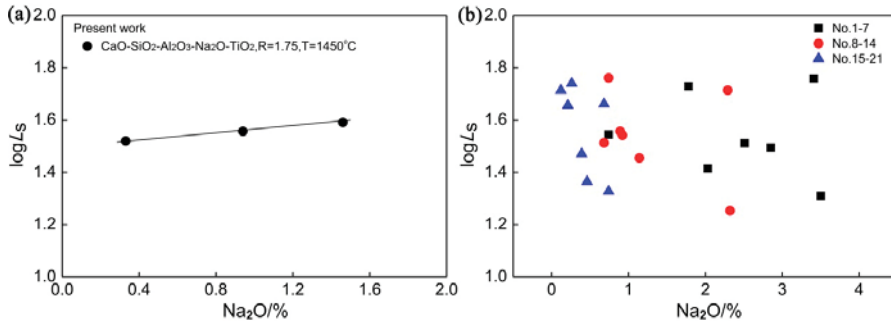 (a)
Present work
CaO-SiO₂-Al₂O₃-Na₂O-TiO₂,R=1.75,T=1450°C
2.0
1.8
1.6
1.4
1.2
1.0
logLs
0.0 0.4 0.8 1.2 1.6 2.0
Na₂O/%
(b)
No.1-7
No.8-14
No.15-21
2.0
1.8
1.6
1.4
1.2
1.0
logLs
0 1 2 3 4
Na₂O/%